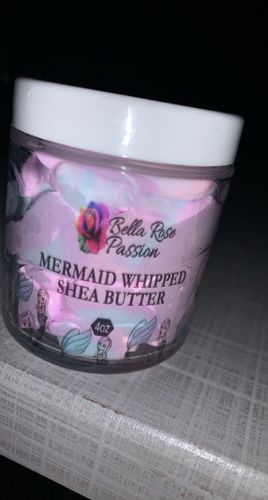 Bella Rose
Passion
MERMAID WHIPPED
SHEA BUTTER
4oz